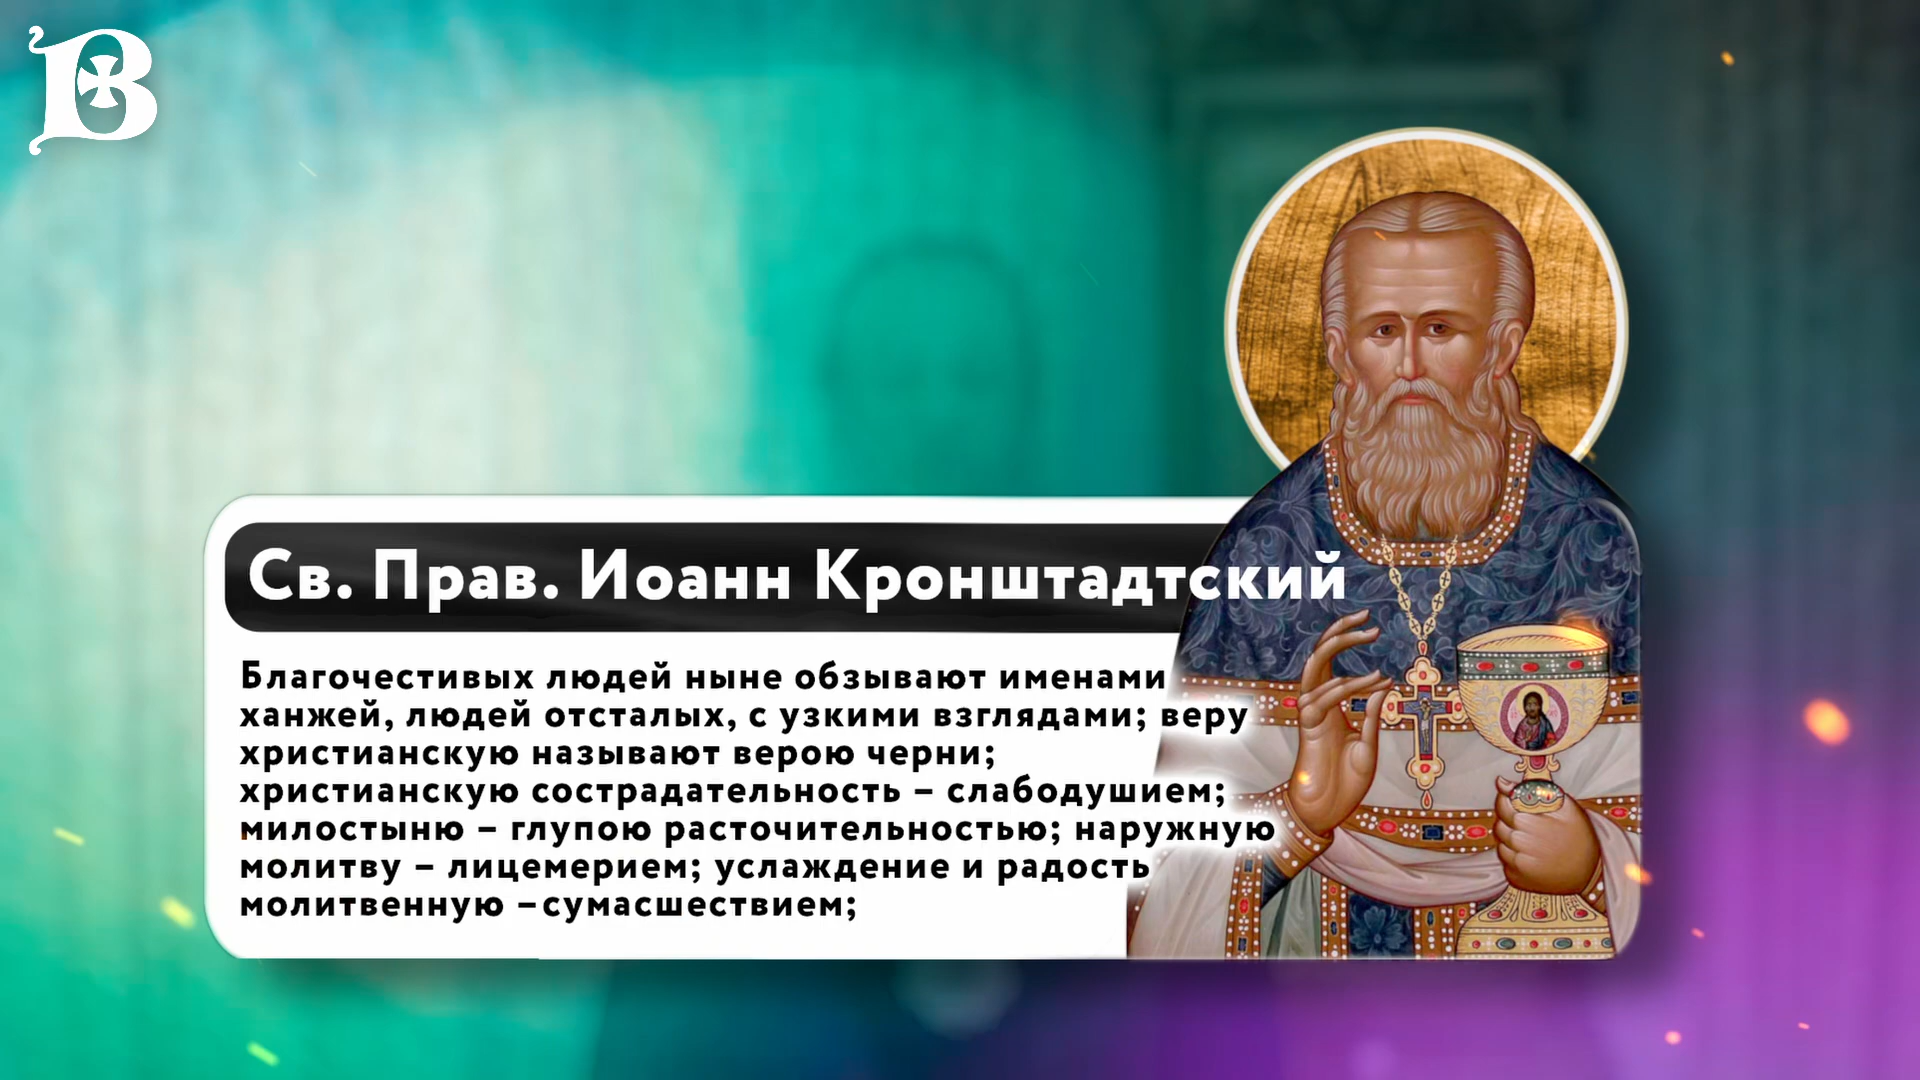 В
Св. Прав. Иоанн Кронштадтский
Благочестивых людей ныне обзывают именами
ханжей, людей отсталых, с узкими взглядами; веру
христианскую называют верою черни;
христианскую сострадательность – слабодушием;
милостыню – глупою расточительностью; наружную
молитву – лицемерием; услаждение и радость
молитвенную –сумасшествием;